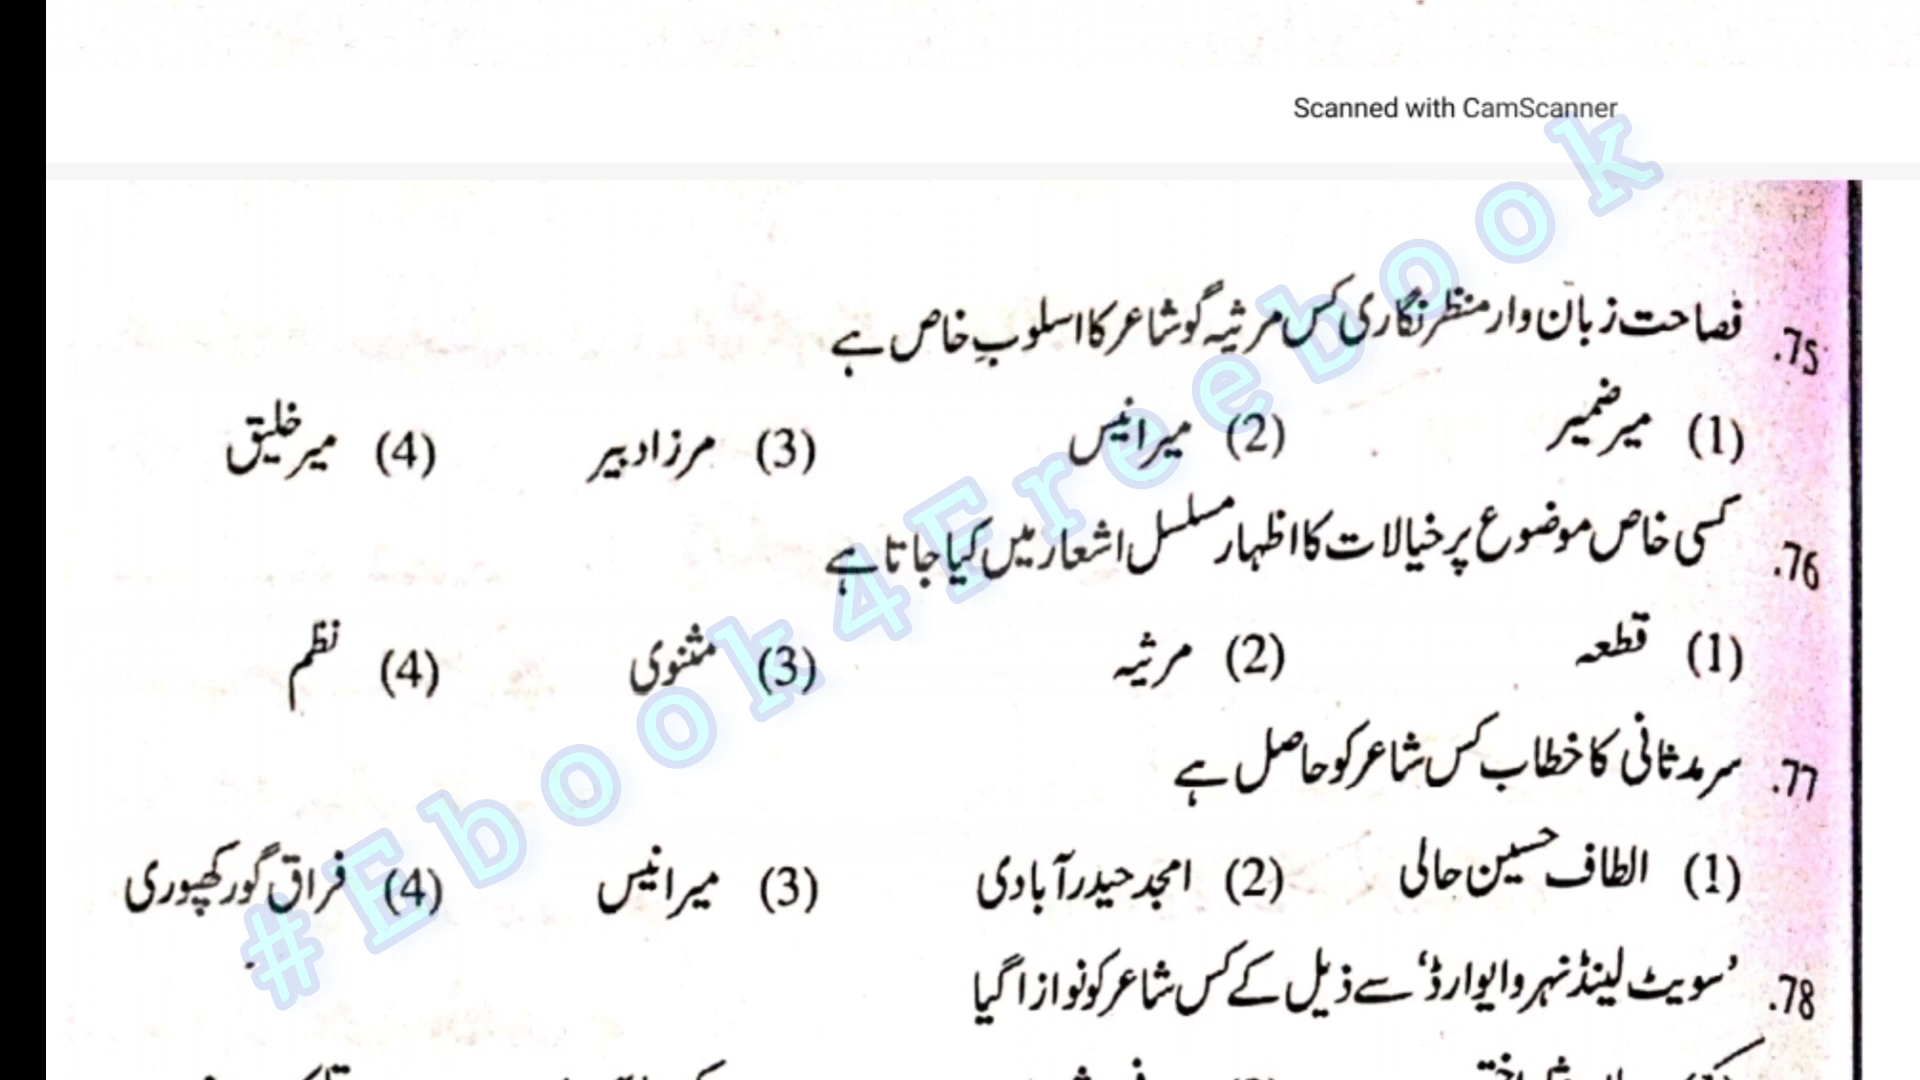 Scanned with CamScanner
75. فصاحت زبان وار منظر نگاری کس مرثیہ گو شاعر کا اسلوبِ خاص ہے
(1) میر ضمیر (2) میر انیس (3) مرزا دبیر (4) میر خلیق
76. کسی خاص موضوع پر خیالات کا اظہار مسلسل اشعار میں کیا جاتا ہے
(1) قطعہ (2) مرثیہ (3) مثنوی (4) نظم
77. سرمد ثانی کا خطاب کس شاعر کو حاصل ہے
(1) الطاف حسین حالی (2) امجد حیدرآبادی (3) میر انیس (4) فراق گورکھپوری
78. ’سویٹ لینڈ نہرو ایوارڈ‘ سے ذیل کے کس شاعر کو نوازا گیا
#Ebook4Freebook